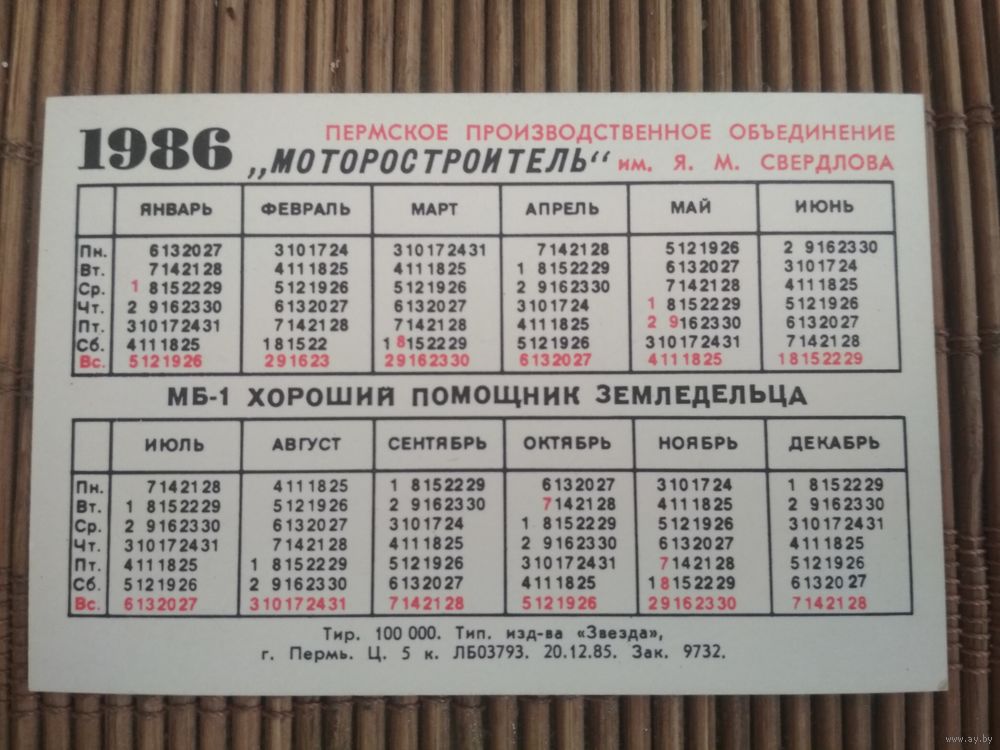 1986 ПЕРМСКОЕ ПРОИЗВОДСТВЕННОЕ ОБЪЕДИНЕНИЕ
„МОТОРОСТРОИТЕЛЬ“ им. Я. М. СВЕРДЛОВА
ЯНВАРЬ ФЕВРАЛЬ МАРТ АПРЕЛЬ МАЙ ИЮНЬ
Пн. 6 13 20 27 3 10 17 24 3 10 17 24 31 7 14 21 28 5 12 19 26 2 9 16 23 30
Вт. 7 14 21 28 4 11 18 25 4 11 18 25 1 8 15 22 29 6 13 20 27 3 10 17 24
Ср. 1 8 15 22 29 5 12 19 26 5 12 19 26 2 9 16 23 30 7 14 21 28 4 11 18 25
Чт. 2 9 16 23 30 6 13 20 27 6 13 20 27 3 10 17 24 1 8 15 22 29 5 12 19 26
Пт. 3 10 17 24 31 7 14 21 28 7 14 21 28 4 11 18 25 2 9 16 23 30 6 13 20 27
Сб. 4 11 18 25 1 8 15 22 1 8 15 22 29 5 12 19 26 3 10 17 24 31 7 14 21 28
Вс. 5 12 19 26 2 9 16 23 2 9 16 23 30 6 13 20 27 4 11 18 25 1 8 15 22 29
МБ-1 ХОРОШИЙ ПОМОЩНИК ЗЕМЛЕДЕЛЬЦА
ИЮЛЬ АВГУСТ СЕНТЯБРЬ ОКТЯБРЬ НОЯБРЬ ДЕКАБРЬ
Пн. 7 14 21 28 4 11 18 25 1 8 15 22 29 6 13 20 27 3 10 17 24 1 8 15 22 29
Вт. 1 8 15 22 29 5 12 19 26 2 9 16 23 30 7 14 21 28 4 11 18 25 2 9 16 23 30
Ср. 2 9 16 23 30 6 13 20 27 3 10 17 24 1 8 15 22 29 5 12 19 26 3 10 17 24 31
Чт. 3 10 17 24 31 7 14 21 28 4 11 18 25 2 9 16 23 30 6 13 20 27 4 11 18 25
Пт. 4 11 18 25 1 8 15 22 29 5 12 19 26 3 10 17 24 31 7 14 21 28 5 12 19 26
Сб. 5 12 19 26 2 9 16 23 30 6 13 20 27 4 11 18 25 1 8 15 22 29 6 13 20 27
Вс. 6 13 20 27 3 10 17 24 31 7 14 21 28 5 12 19 26 2 9 16 23 30 7 14 21 28
Тир. 100 000. Тип. изд-ва «Звезда»,
г. Пермь. Ц. 5 к. ЛБ03793. 20.12.85. Зак. 9732.
www.ay.by